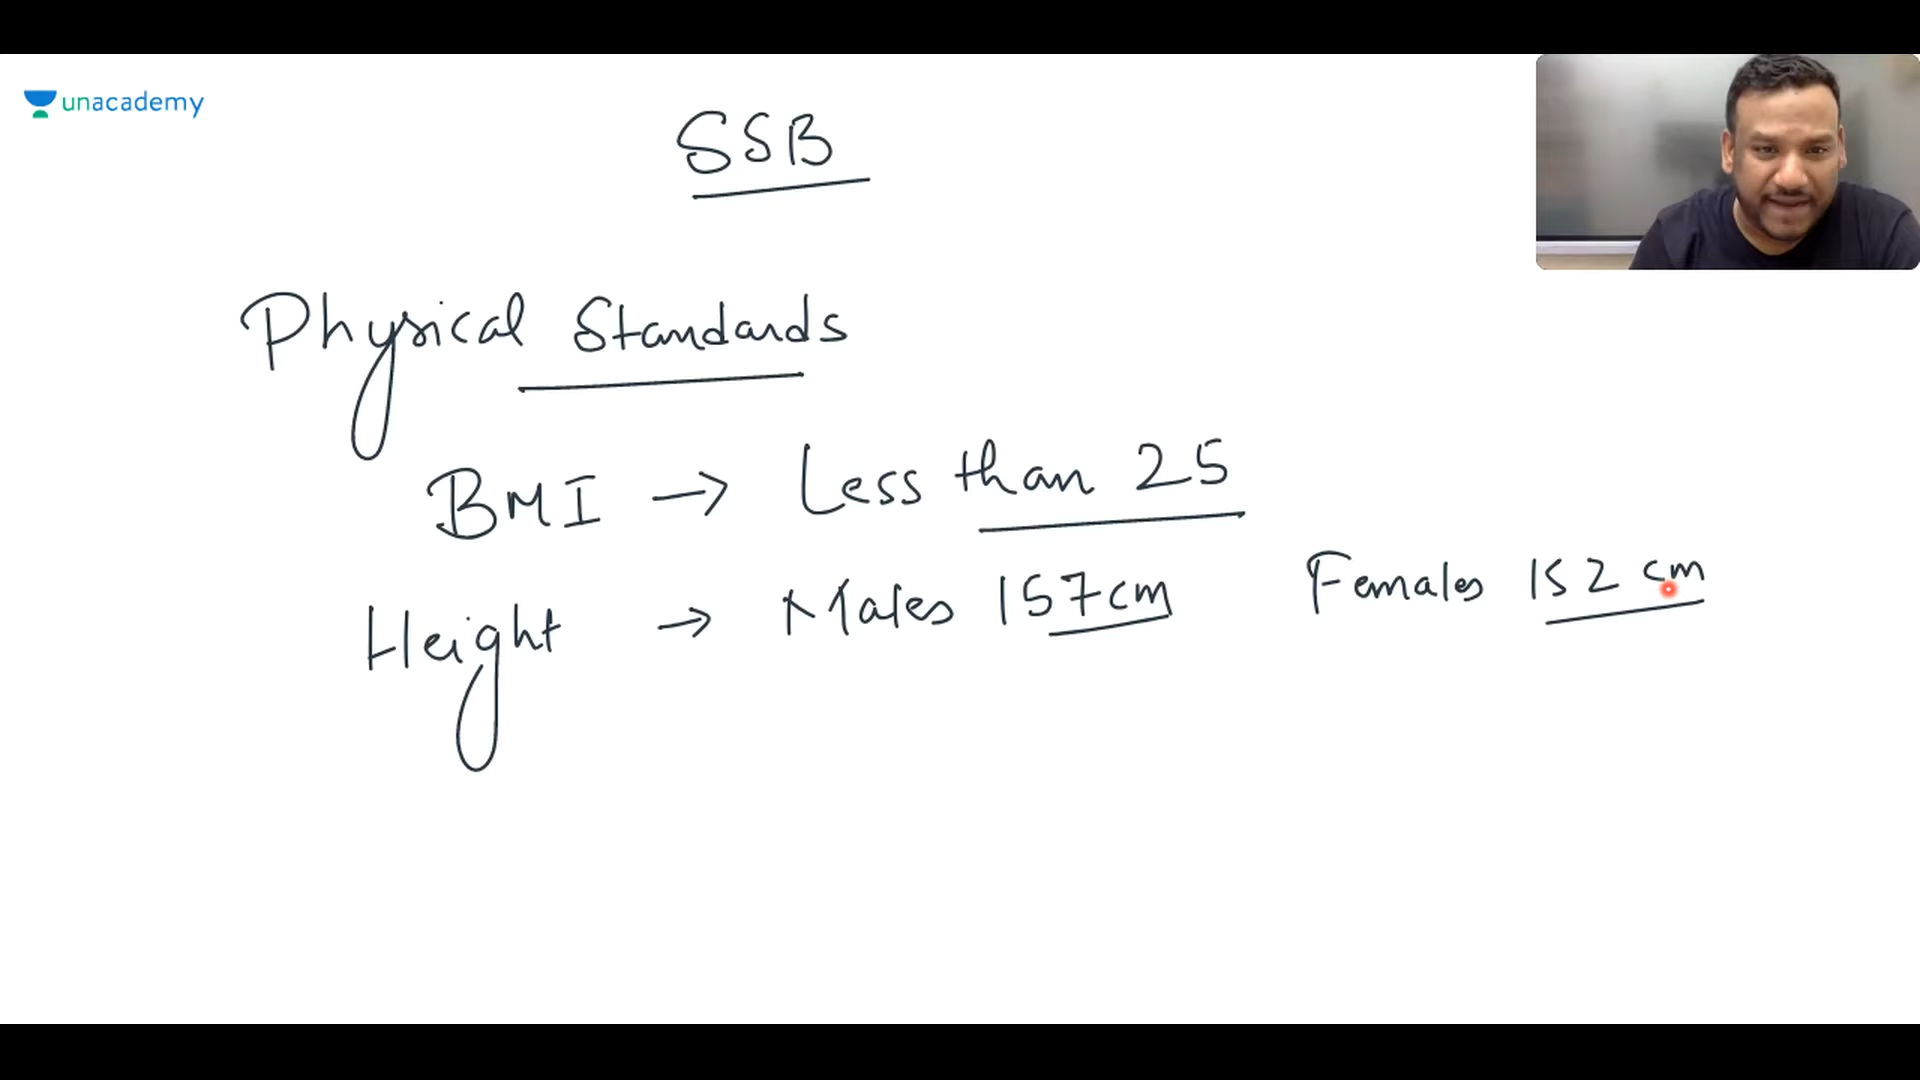 unacademy
SSB
Physical Standards
BMI → Less than 25
Height → Males 157cm Females 152 cm